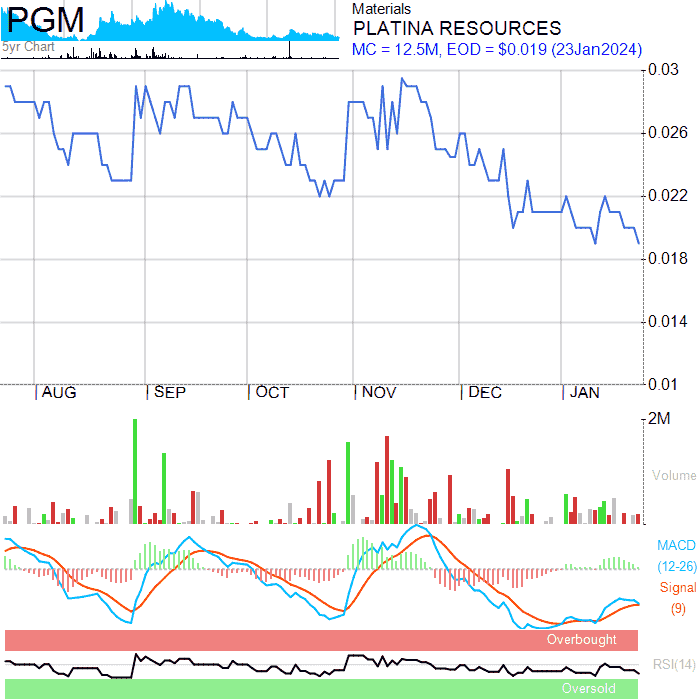 PGM
5yr Chart
Materials
PLATINA RESOURCES
MC = 12.5M, EOD = $0.019 (23Jan2024)
0.03
0.026
0.022
0.018
0.014
0.01
AUG SEP OCT NOV DEC JAN
2M
Volume
MACD
(12-26)
Signal
(9)
Overbought
RSI(14)
Oversold